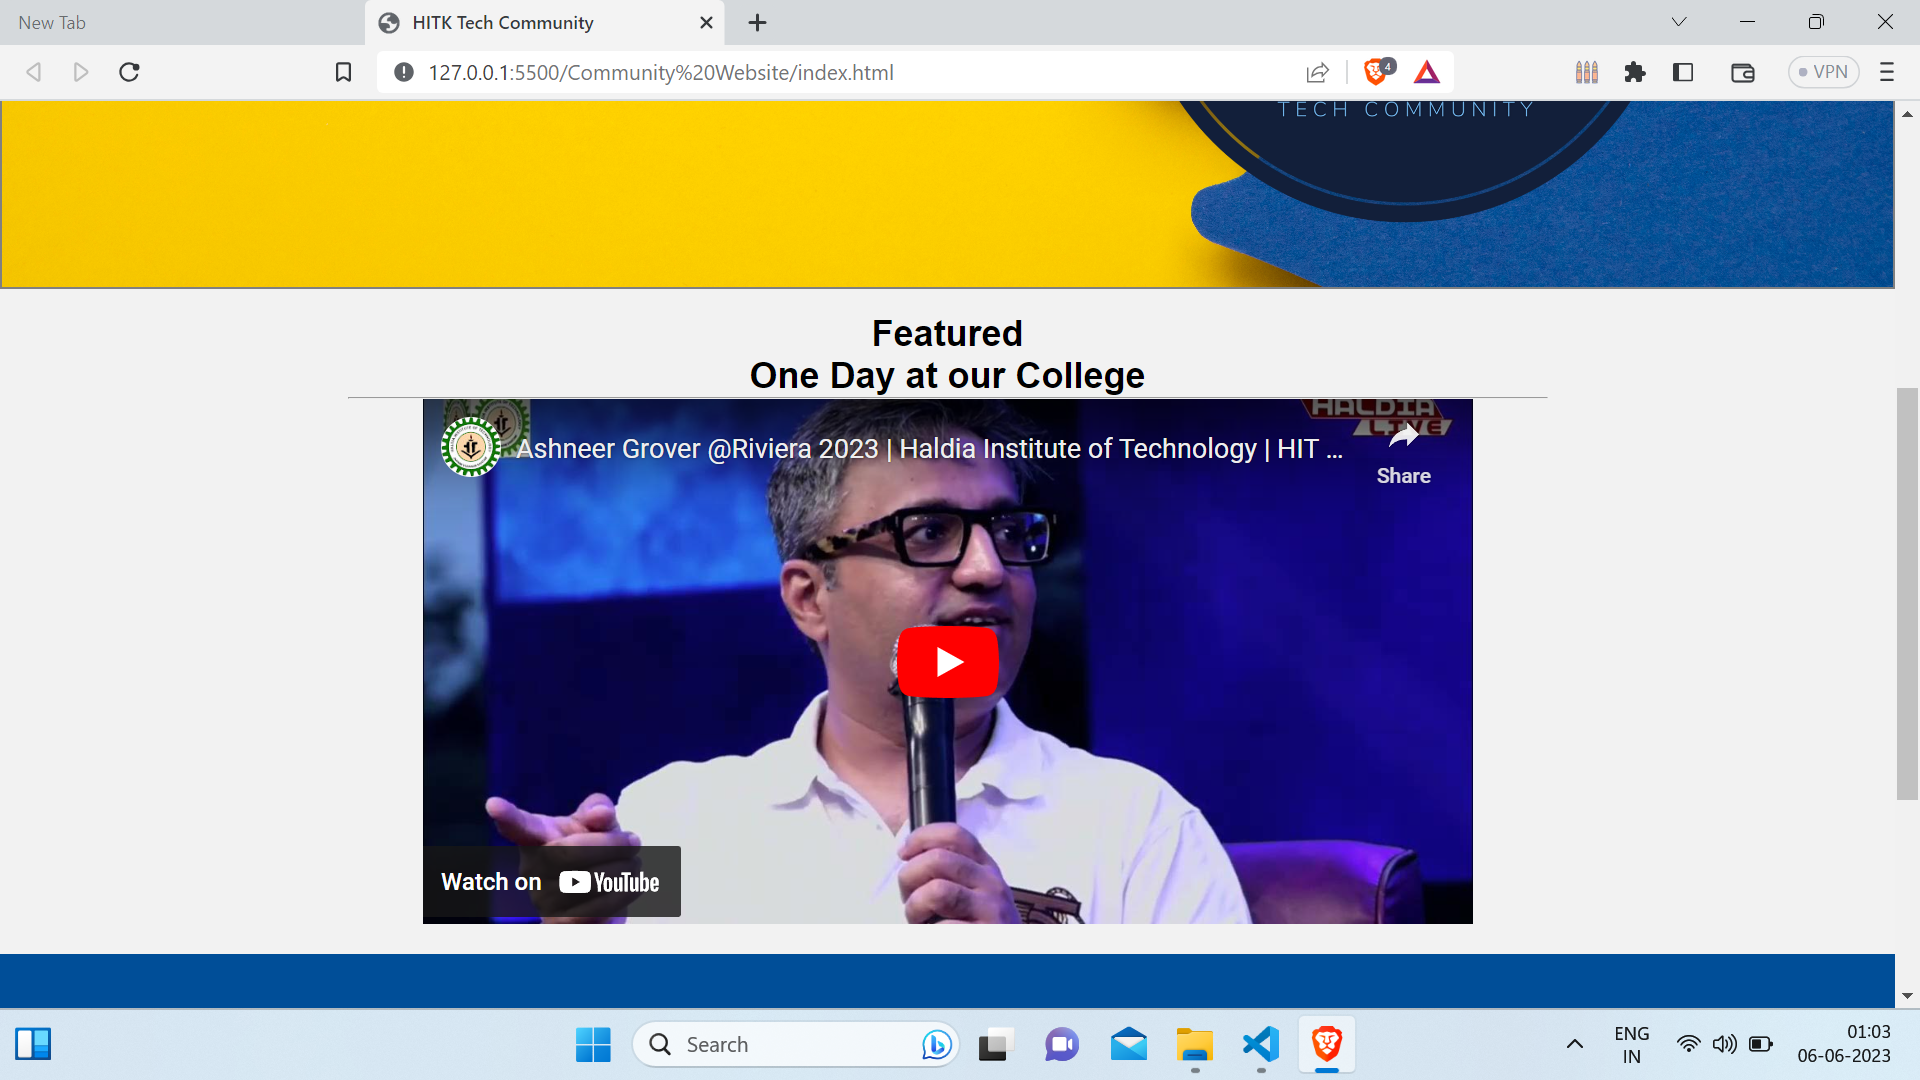 New Tab
HITK Tech Community
127.0.0.1:5500/Community%20Website/index.html
4
VPN
TECH COMMUNITY
Featured
One Day at our College
HALDIA
LIVE
Ashneer Grover @Riviera 2023 | Haldia Institute of Technology | HIT ...
Share
Watch on YouTube
Search
ENG
IN
01:03
06-06-2023